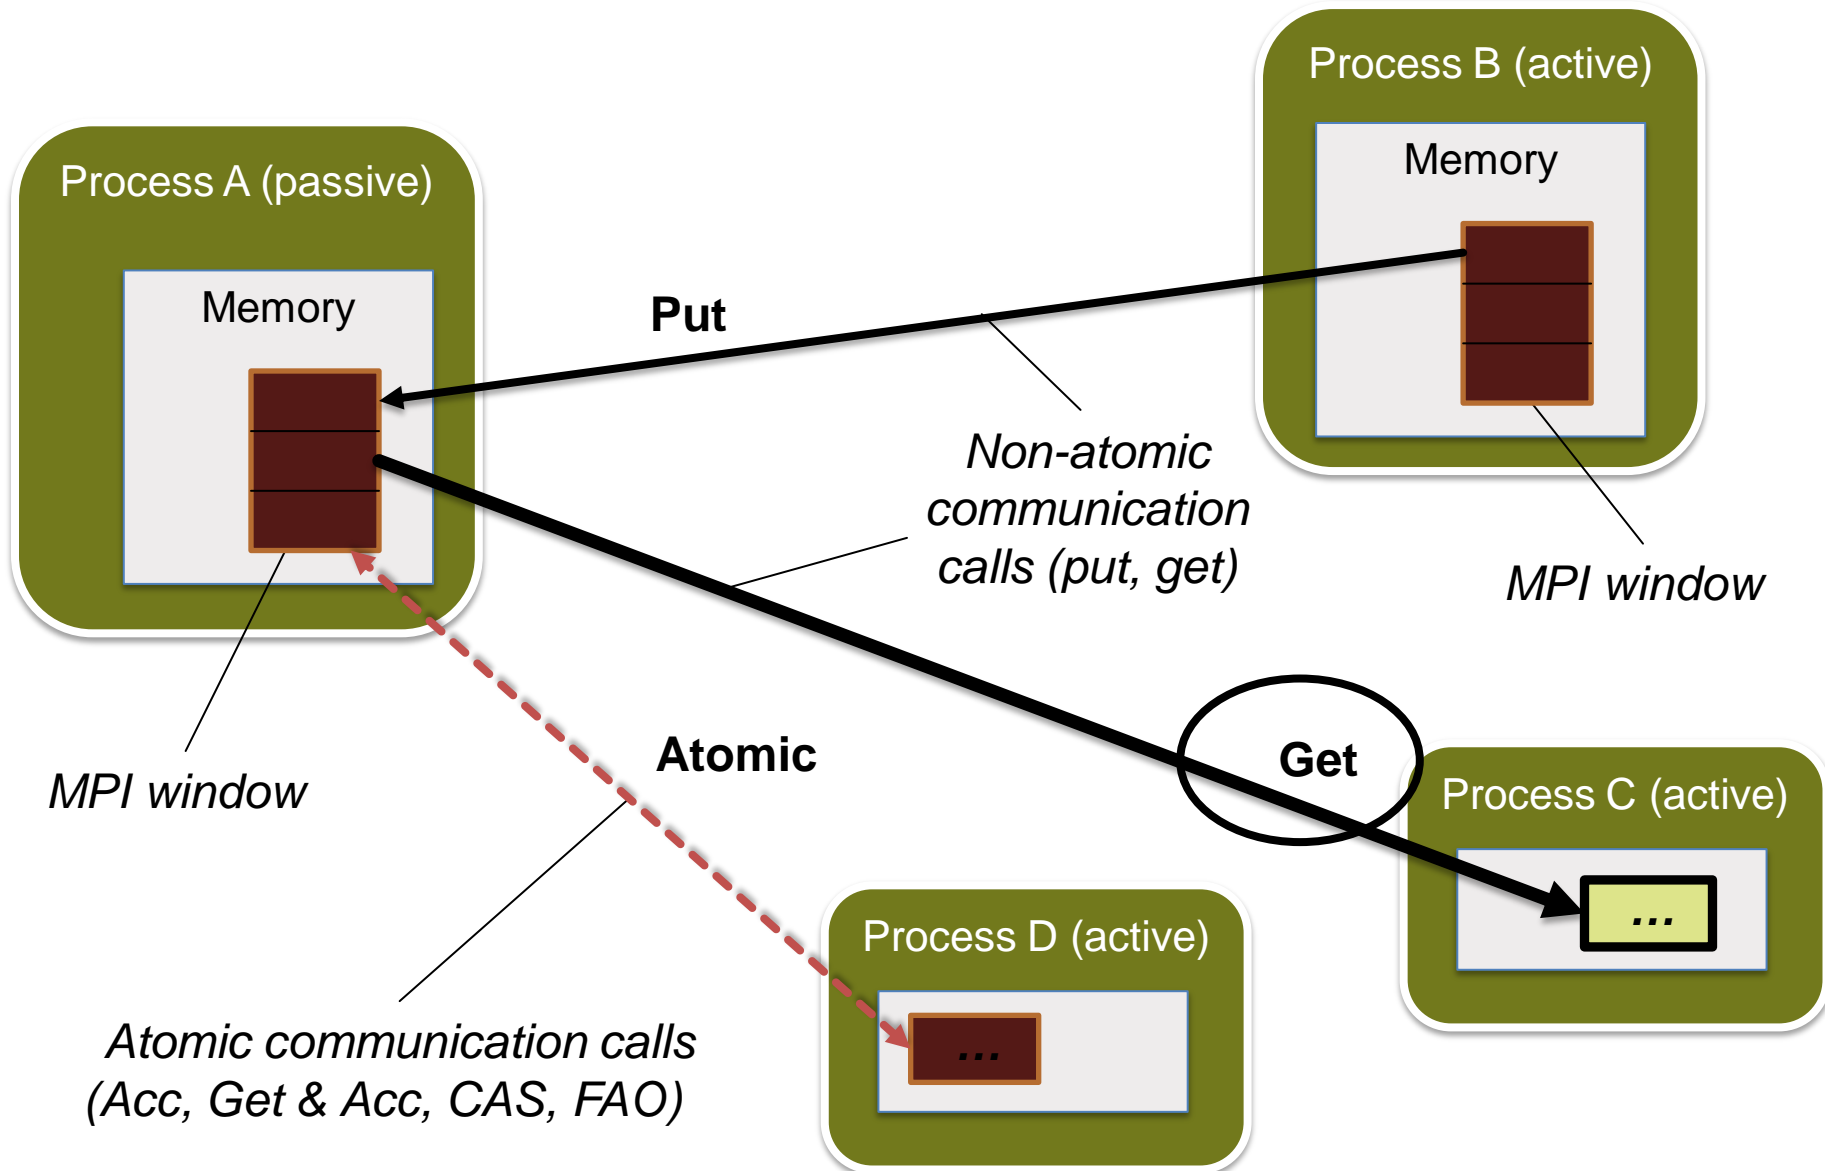 Process B (active)
Memory
Process A (passive)
Memory
Put
Non-atomic
communication
calls (put, get)
MPI window
MPI window
Atomic
Get
Process C (active)
...
Process D (active)
...
Atomic communication calls
(Acc, Get & Acc, CAS, FAO)